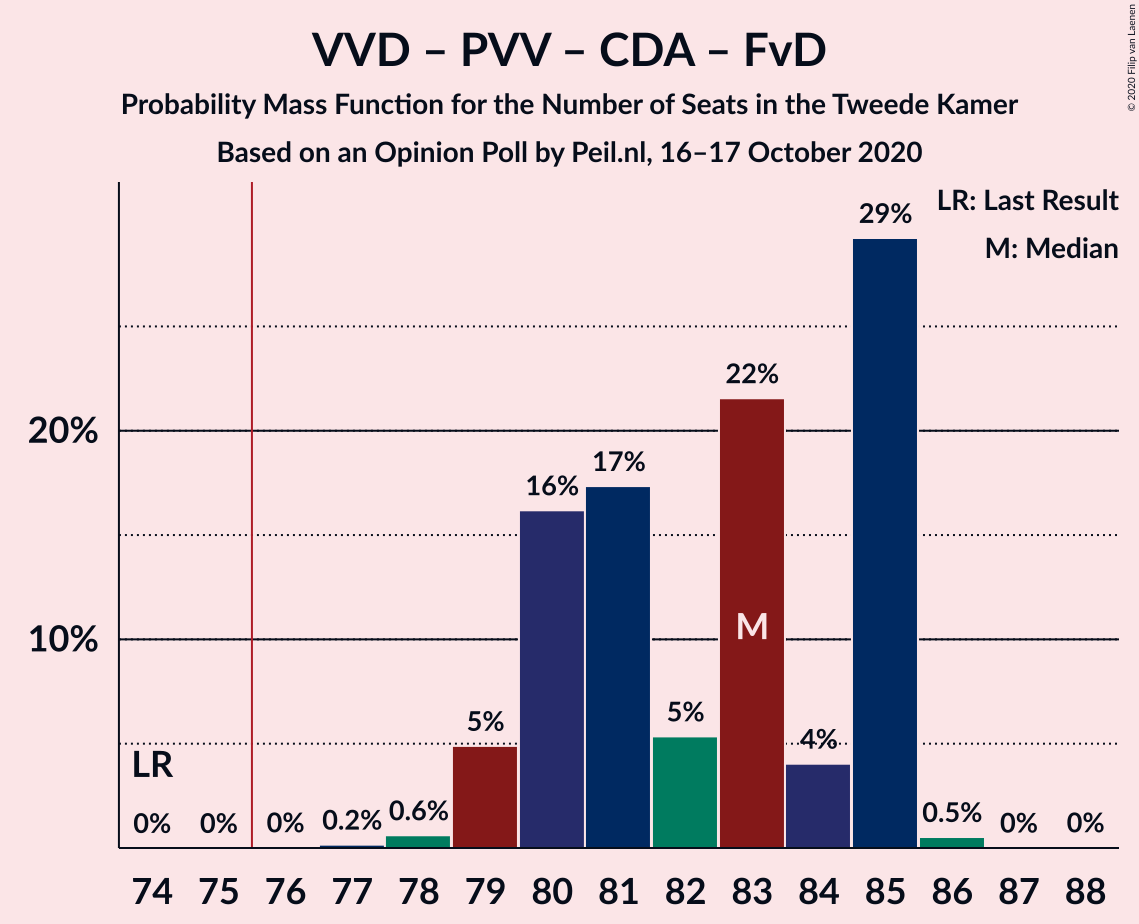 VVD – PVV – CDA – FvD
Probability Mass Function for the Number of Seats in the Tweede Kamer
Based on an Opinion Poll by Peil.nl, 16–17 October 2020
© 2020 Filip van Laenen
LR: Last Result
M: Median
29%
22%
20%
17%
16%
M
10%
5%
5%
4%
LR
0%
0%
0%
0.2%
0.6%
0.5%
0%
0%
74 75 76 77 78 79 80 81 82 83 84 85 86 87 88